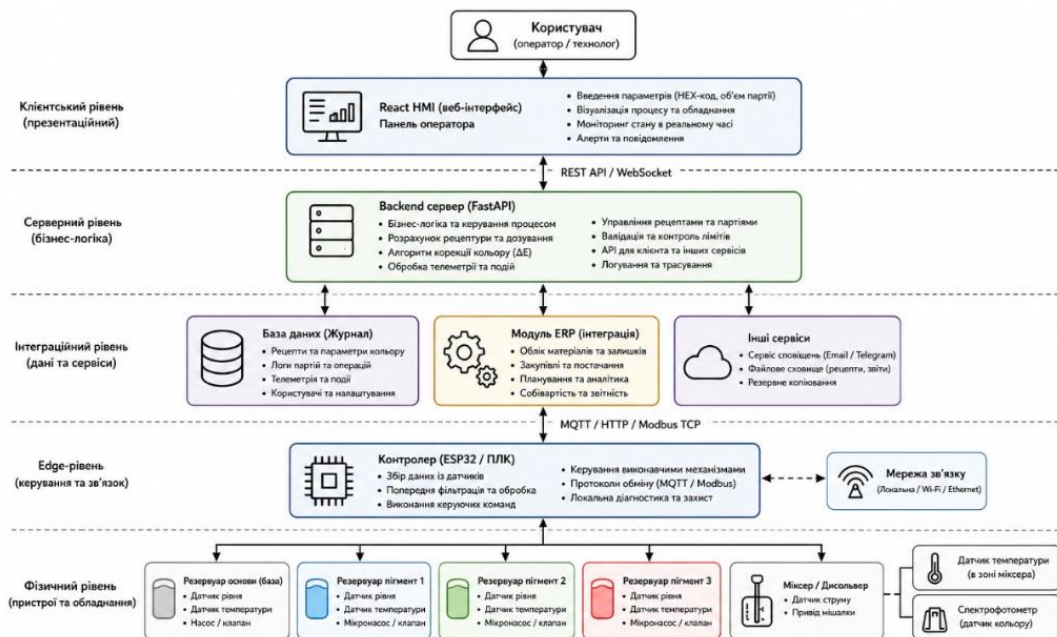 Користувач
(оператор / технолог)
Клієнтський рівень
(презентаційний)
React HMI (веб-інтерфейс)
Панель оператора
• Введення параметрів (HEX-код, об'єм партії)
• Візуалізація процесу та обладнання
• Моніторинг стану в реальному часі
• Алерти та повідомлення
REST API / WebSocket
Серверний рівень
(бізнес-логіка)
Backend сервер (FastAPI)
• Бізнес-логіка та керування процесом
• Розрахунок рецептури та дозування
• Алгоритм корекції кольору (ΔE)
• Обробка телеметрії та подій
• Управління рецептами та партіями
• Валідація та контроль лімітів
• API для клієнта та інших сервісів
• Логування та трасування
Інтеграційний рівень
(дані та сервіси)
База даних (Журнал)
• Рецепти та параметри кольору
• Логи партій та операцій
• Телеметрія та події
• Користувачі та налаштування
Модуль ERP (інтеграція)
• Облік матеріалів та залишків
• Закупівлі та постачання
• Планування та аналітика
• Собівартість та звітність
Інші сервіси
• Сервіс сповіщень (Email / Telegram)
• Файлове сховище (рецепти, звіти)
• Резервне копіювання
MQTT / HTTP / Modbus TCP
Edge-рівень
(керування та зв'язок)
Контролер (ESP32 / ПЛК)
• Збір даних із датчиків
• Попередня фільтрація та обробка
• Виконання керуючих команд
• Керування виконавчими механізмами
• Протоколи обміну (MQTT / Modbus)
• Локальна діагностика та захист
Мережа зв'язку
(Локальна / Wi-Fi / Ethernet)
Фізичний рівень
(пристрої та обладнання)
Резервуар основи (база)
• Датчик рівня
• Датчик температури
• Насос / клапан
Резервуар пігмент 1
• Датчик рівня
• Датчик температури
• Мікронасос / клапан
Резервуар пігмент 2
• Датчик рівня
• Датчик температури
• Мікронасос / клапан
Резервуар пігмент 3
• Датчик рівня
• Датчик температури
• Мікронасос / клапан
Міксер / Дисольвер
• Датчик струму
• Привід мішалки
Датчик температури
(в зоні міксера)
Спектрофотометр
(датчик кольору)